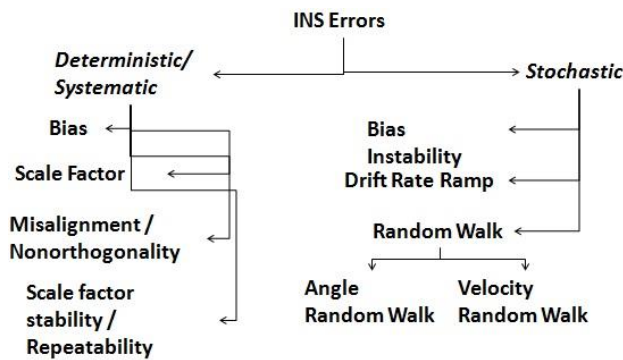 INS Errors
Deterministic/
Systematic
Stochastic
Bias
Scale Factor
Misalignment /
Nonorthogonality
Scale factor
stability /
Repeatability
Bias
Instability
Drift Rate Ramp
Random Walk
Angle
Random Walk
Velocity
Random Walk